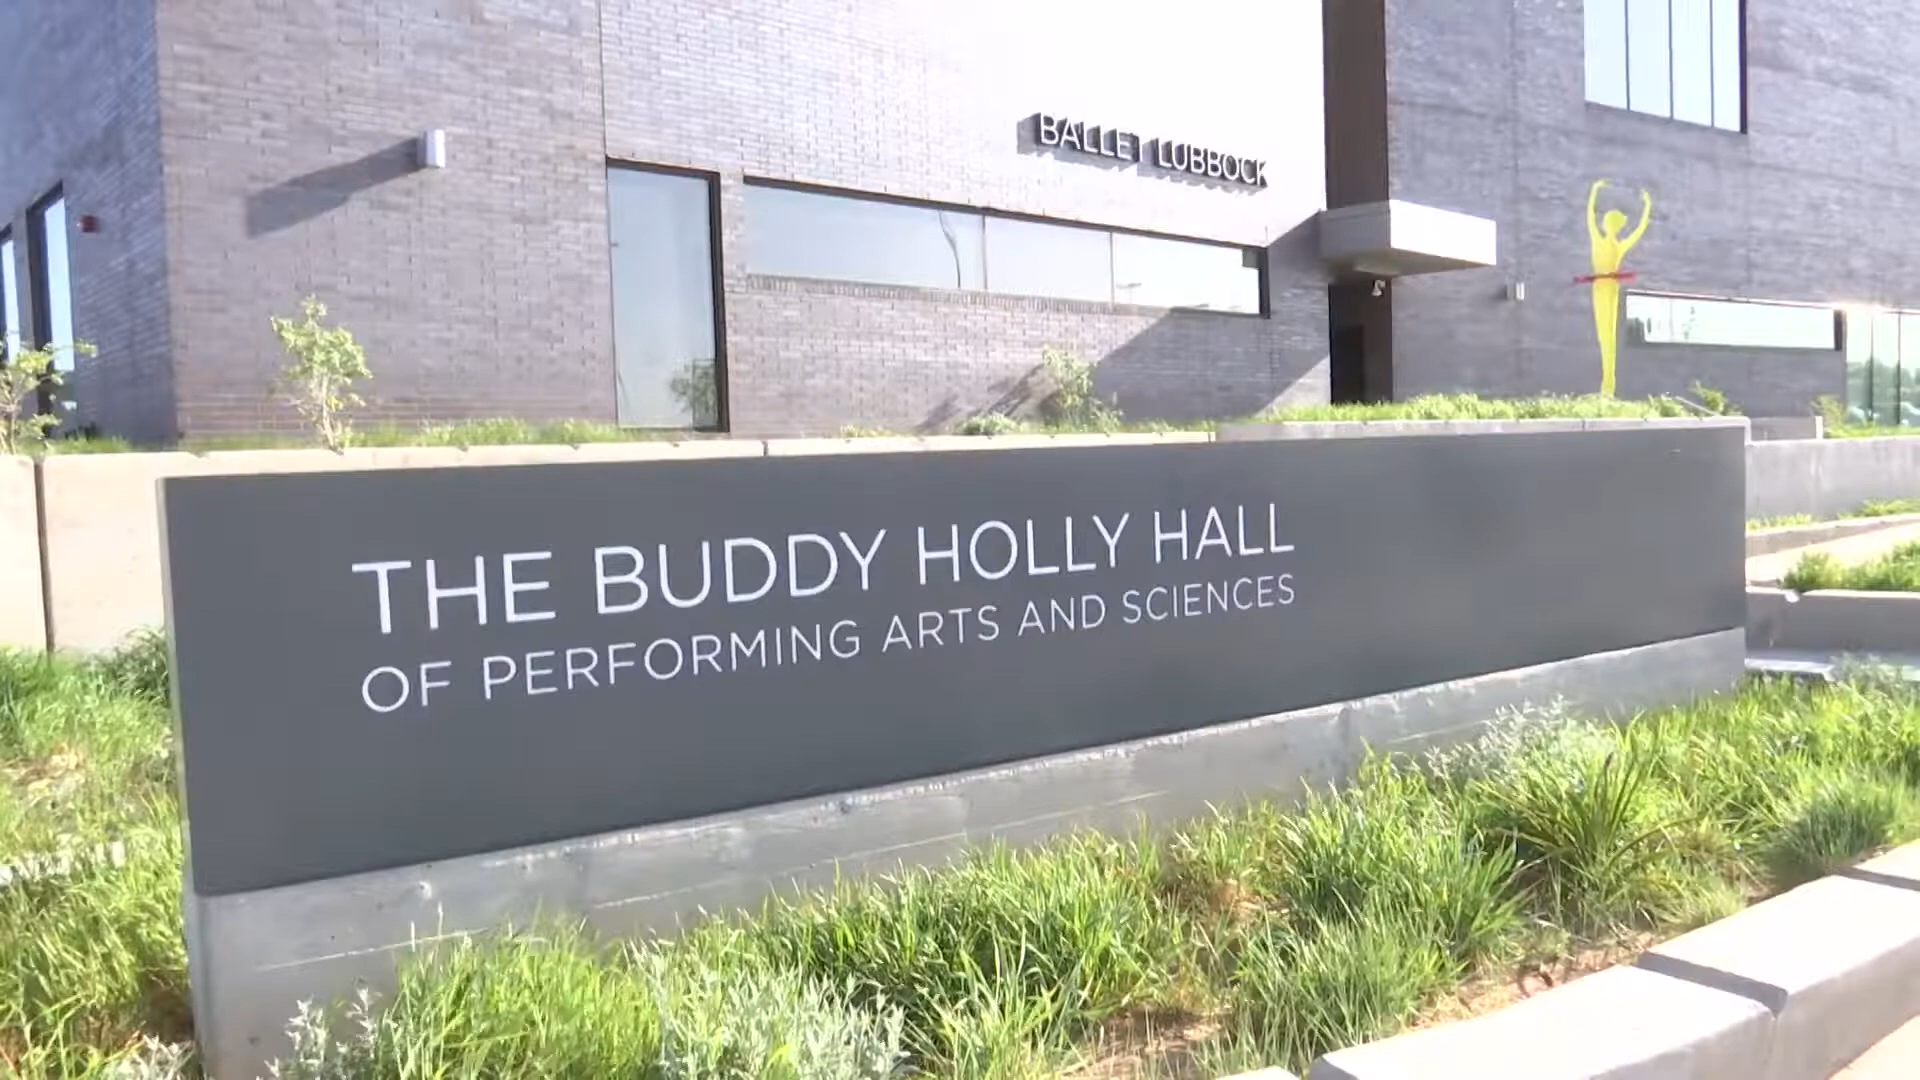 BALLET LUBBOCK
THE BUDDY HOLLY HALL
OF PERFORMING ARTS AND SCIENCES